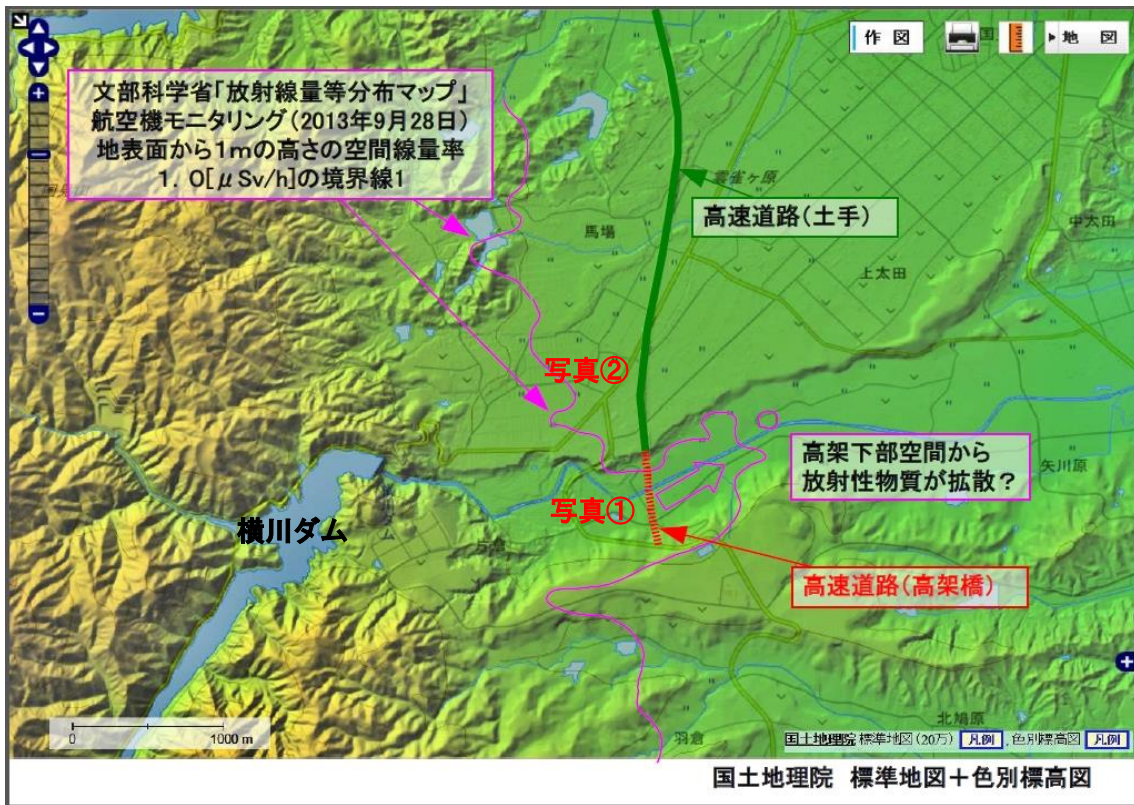 作 図
地 図
文部科学省「放射線量等分布マップ」
航空機モニタリング(2013年9月28日)
地表面から1mの高さの空間線量率
1. 0[μSv/h]の境界線1
雲雀ヶ原
高速道路(土手)
馬場
中太田
上太田
写真②
高架下部空間から
放射性物質が拡散?
矢川原
写真①
横川ダム
高速道路(高架橋)
北鳩原
羽倉
0 1000 m
国土地理院 標準地図(20万) 凡例 , 色別標高図 凡例
国土地理院 標準地図+色別標高図